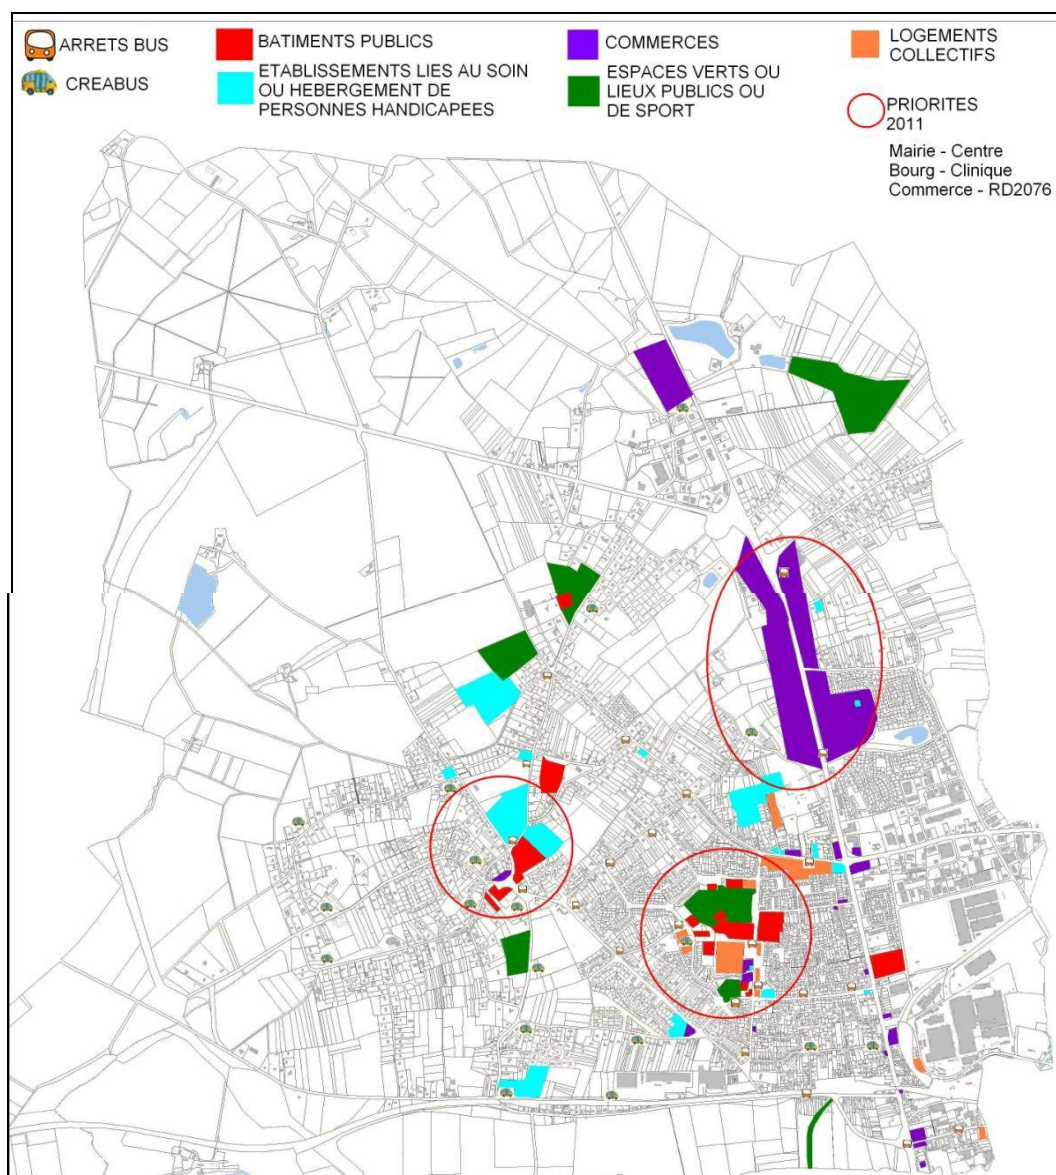 ARRETS BUS
CREABUS
BATIMENTS PUBLICS
ETABLISSEMENTS LIES AU SOIN
OU HEBERGEMENT DE
PERSONNES HANDICAPEES
COMMERCES
ESPACES VERTS OU
LIEUX PUBLICS OU
DE SPORT
LOGEMENTS
COLLECTIFS
PRIORITES
2011
Mairie - Centre
Bourg - Clinique
Commerce - RD2076